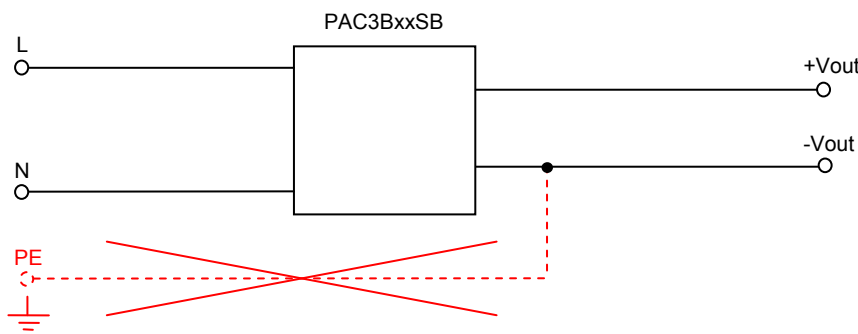 PAC3BxxSB
L
+Vout
-Vout
N
PE